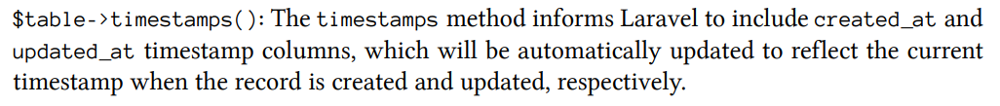 $table->timestamps(): The timestamps method informs Laravel to include created_at and
updated_at timestamp columns, which will be automatically updated to reflect the current
timestamp when the record is created and updated, respectively.